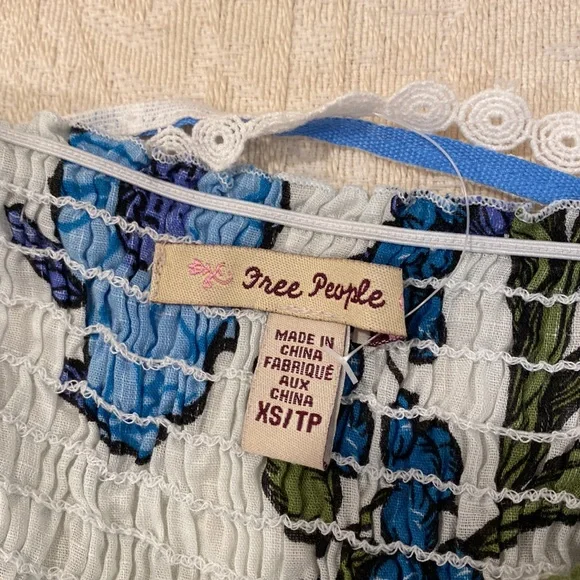 Free People
MADE IN
CHINA
FABRIQUÉ
AUX
CHINA
XS/TP